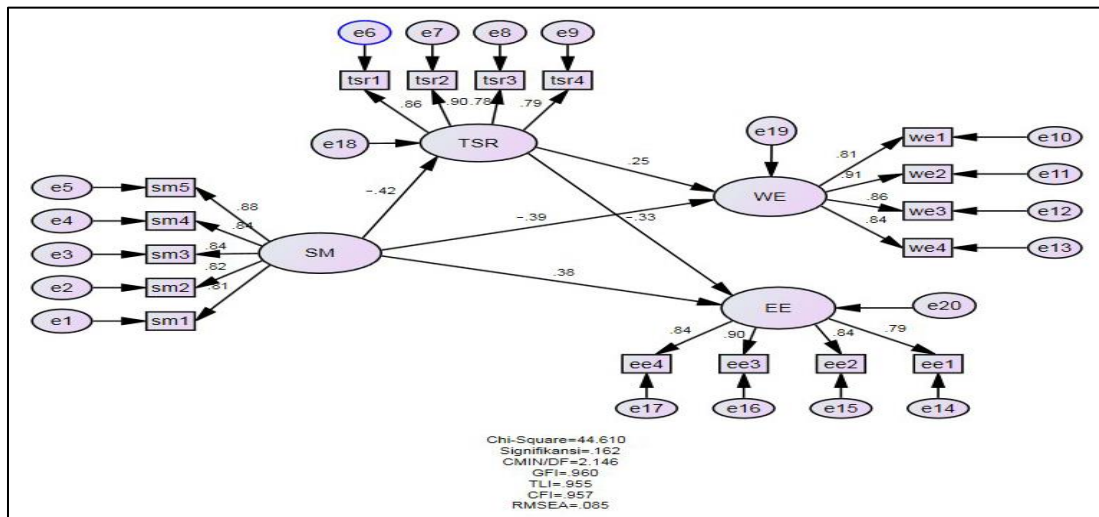 e6 e7 e8 e9
tsr1 tsr2 tsr3 tsr4
.86 .90 .78 .79
e18 TSR e19
we1 e10
.81
we2 e11
.91
.25
WE
.86 we3 e12
.84
we4 e13
-.42
-.39
-.33
e5 sm5
.88
e4 sm4
.84
e3 sm3
.84
SM
e2 sm2
.82
.81
e1 sm1
.38
EE e20
.84 .90 .84 .79
ee4 ee3 ee2 ee1
e17 e16 e15 e14
Chi-Square=44.610
Signifikansi=.162
CMIN/DF=2.146
GFI=.960
TLI=.955
CFI=.957
RMSEA=.085